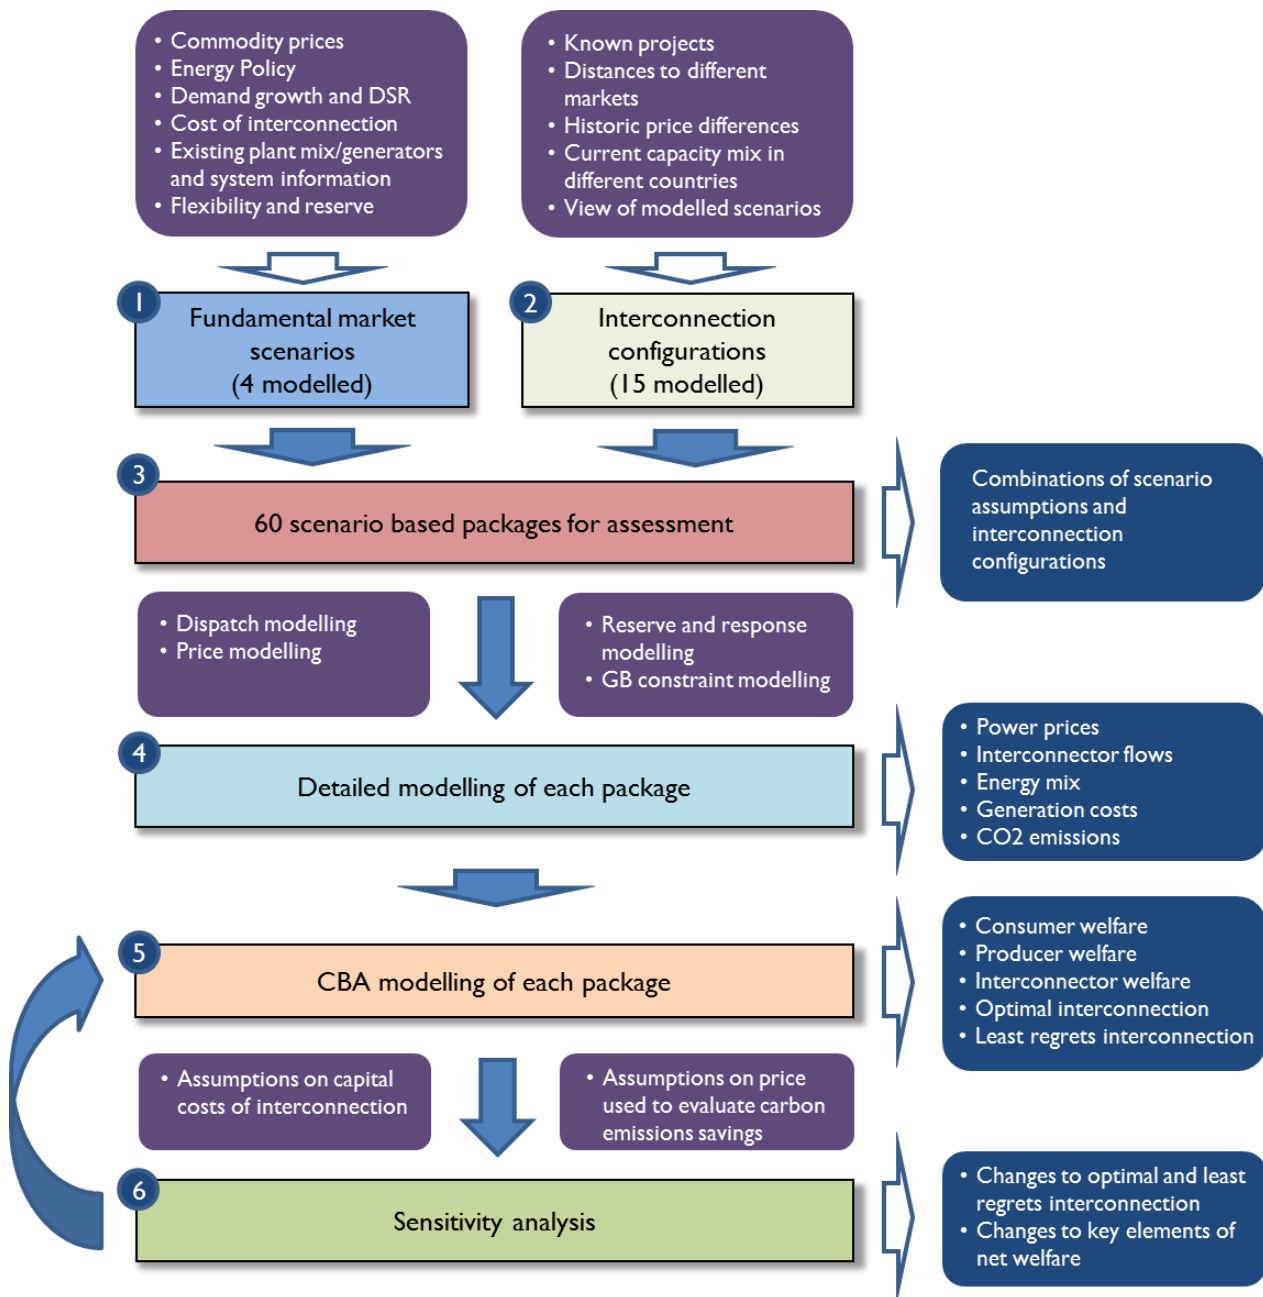 • Commodity prices
• Energy Policy
• Demand growth and DSR
• Cost of interconnection
• Existing plant mix/generators
and system information
• Flexibility and reserve
• Known projects
• Distances to different
markets
• Historic price differences
• Current capacity mix in
different countries
• View of modelled scenarios
1
Fundamental market
scenarios
(4 modelled)
2
Interconnection
configurations
(15 modelled)
3
60 scenario based packages for assessment
Combinations of scenario
assumptions and
interconnection
configurations
• Dispatch modelling
• Price modelling
• Reserve and response
modelling
• GB constraint modelling
4
Detailed modelling of each package
• Power prices
• Interconnector flows
• Energy mix
• Generation costs
• CO2 emissions
5
CBA modelling of each package
• Consumer welfare
• Producer welfare
• Interconnector welfare
• Optimal interconnection
• Least regrets interconnection
• Assumptions on capital
costs of interconnection
• Assumptions on price
used to evaluate carbon
emissions savings
6
Sensitivity analysis
• Changes to optimal and least
regrets interconnection
• Changes to key elements of
net welfare